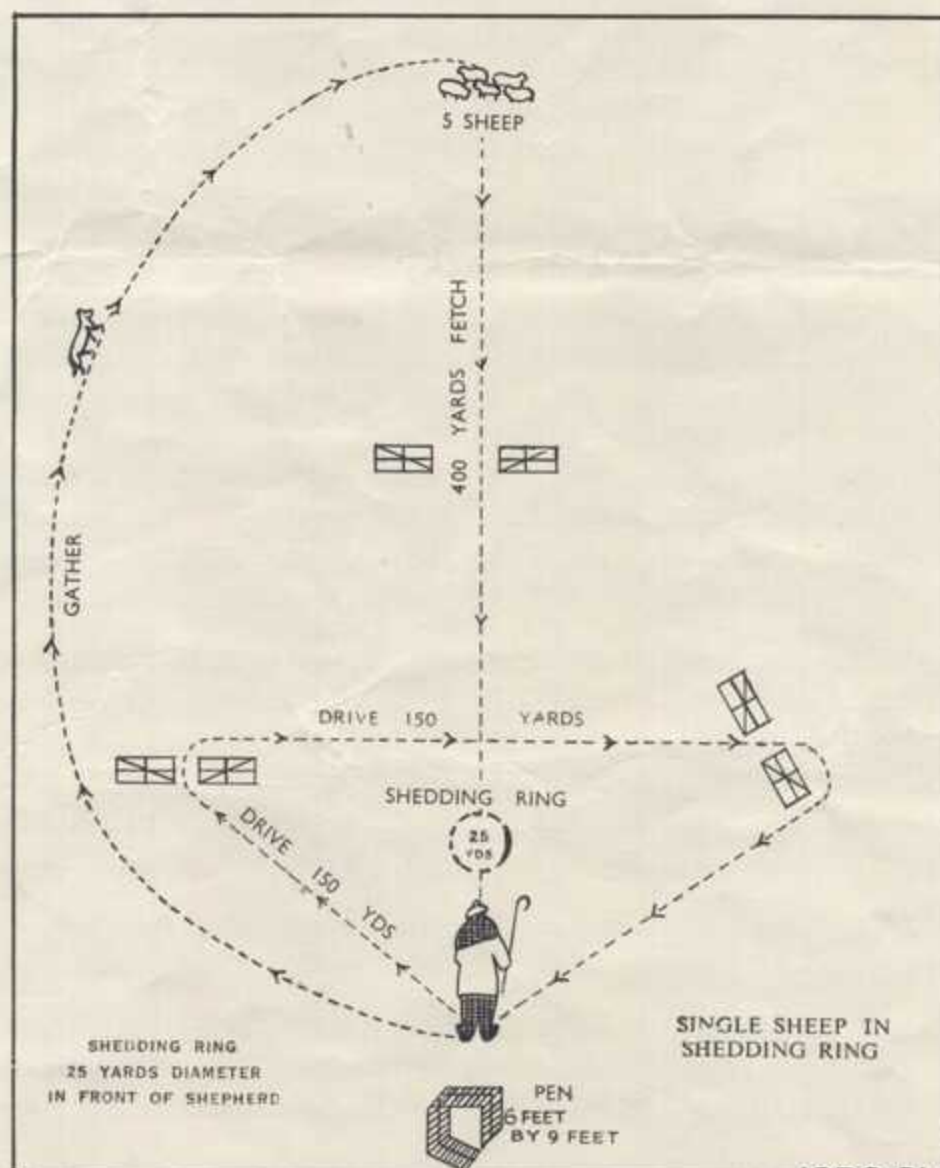 5 SHEEP
400 YARDS FETCH
GATHER
DRIVE 150 YARDS
SHEDDING RING
25
YDS
DRIVE 150 YDS
SINGLE SHEEP IN
SHEDDING RING
SHEDDING RING
25 YARDS DIAMETER
IN FRONT OF SHEPHERD
PEN
6 FEET
BY 9 FEET